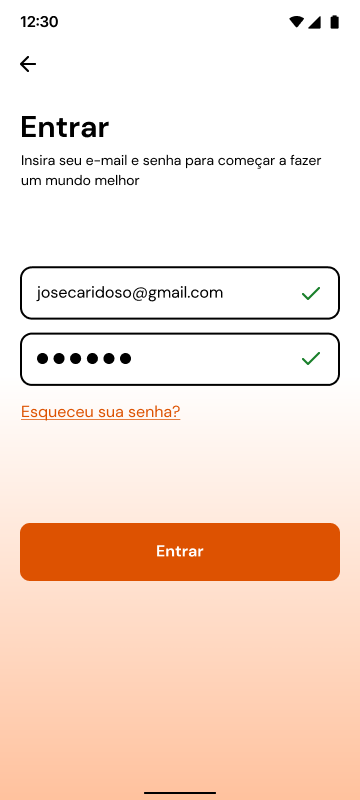 12:30
Entrar
Insira seu e-mail e senha para começar a fazer
um mundo melhor
josecaridoso@gmail.com
Esqueceu sua senha?
Entrar